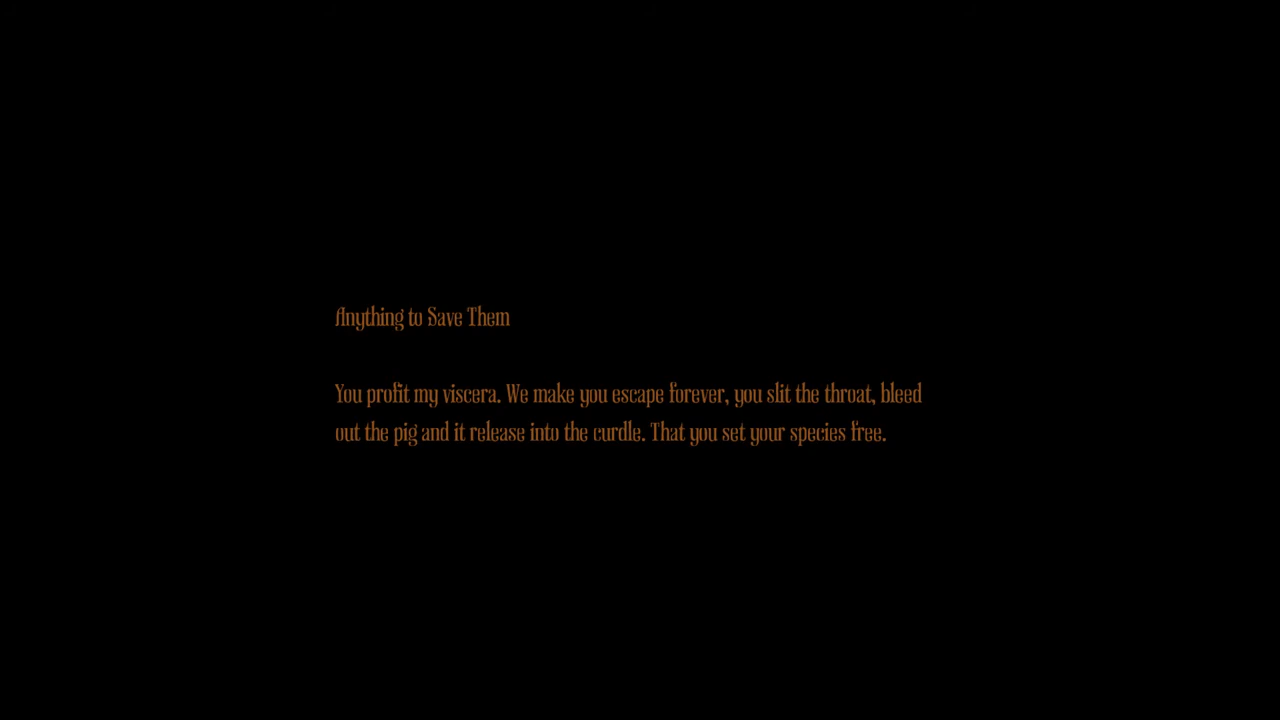 Anything to Save Them
You profit my viscera. We make you escape forever, you slit the throat, bleed
out the pig and it release into the curdle. That you set your species free.